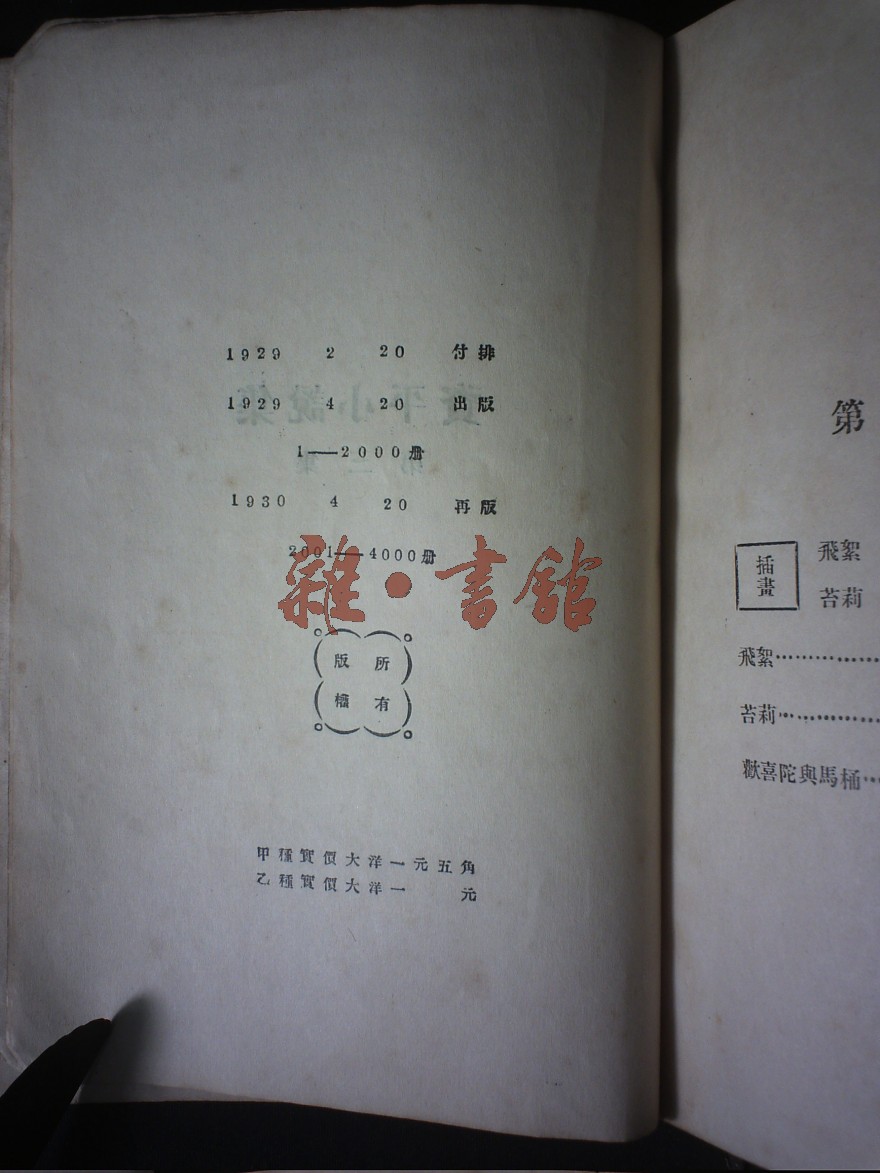 1929 2 20 付排
1929 4 20 出版
1——2000册
1930 4 20 再版
2001——4000册
雜·書館
版權所有
甲種實價大洋一元五角
乙種實價大洋一元
第
插畫
飛絮
苔莉
飛絮
苔莉
歡喜陀與馬桶